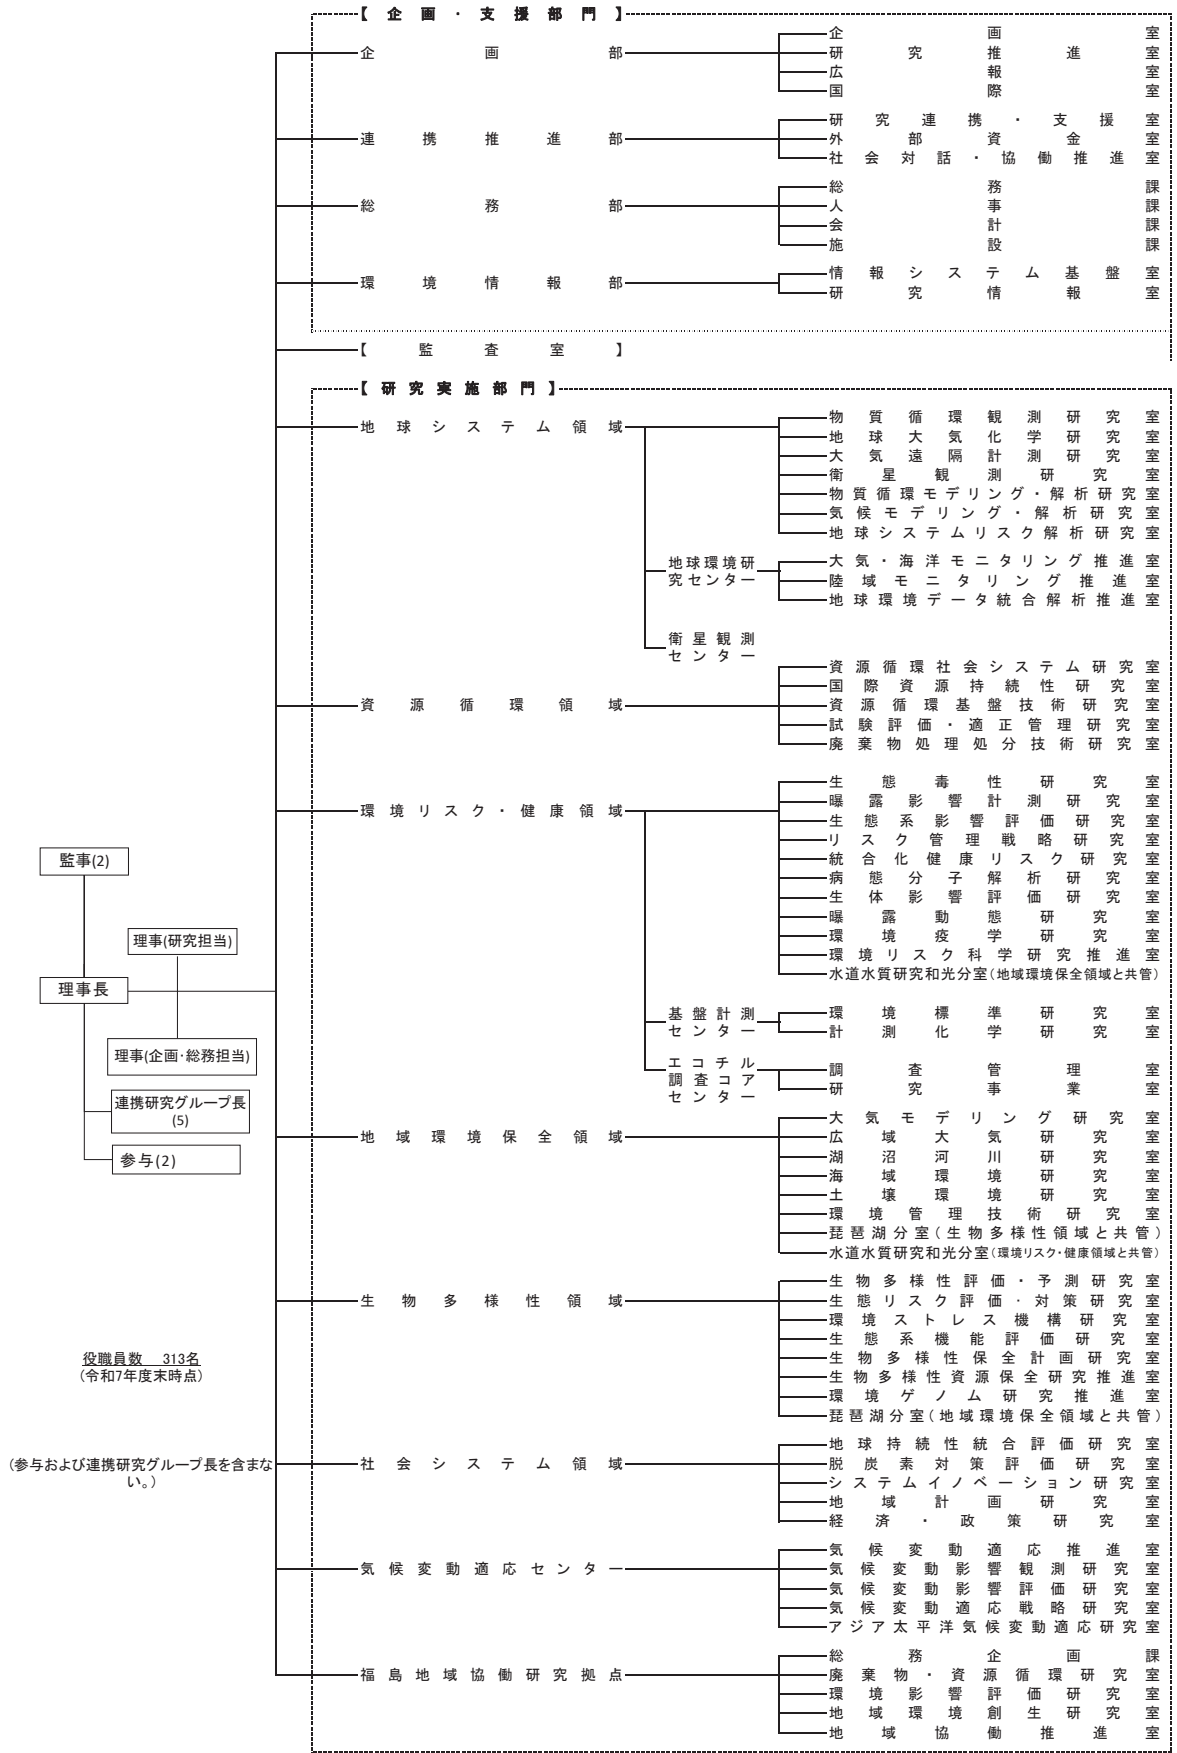 【企画・支援部門】
企画部
企画室
研究推進室
広報室
国際室
連携推進部
研究連携・支援室
外部資金室
社会対話・協働推進室
総務部
総務課
人事課
会計課
施設課
環境情報部
情報システム基盤室
研究情報室
【監査室】
【研究実施部門】
地球システム領域
物質循環観測研究室
地球大気化学研究室
大気遠隔計測研究室
衛星観測研究室
物質循環モデリング・解析研究室
気候モデリング・解析研究室
地球システムリスク解析研究室
地球環境研
究センター
大気・海洋モニタリング推進室
陸域モニタリング推進室
地球環境データ統合解析推進室
衛星観測
センター
資源循環領域
資源循環社会システム研究室
国際資源持続性研究室
資源循環基盤技術研究室
試験評価・適正管理研究室
廃棄物処理処分技術研究室
環境リスク・健康領域
生態毒性研究室
曝露影響計測研究室
生態系影響評価研究室
リスク管理戦略研究室
統合化健康リスク研究室
病態分子解析研究室
生体影響評価研究室
曝露動態研究室
環境疫学研究室
環境リスク科学研究推進室
水道水質研究和光分室(地域環境保全領域と共管)
基盤計測
センター
環境標準研究室
計測化学研究室
エコチル
調査コア
センター
調査管理室
研究事業室
監事(2)
理事(研究担当)
理事長
理事(企画・総務担当)
連携研究グループ長
(5)
参与(2)
地域環境保全領域
大気モデリング研究室
広域大気研究室
湖沼河川研究室
海域環境研究室
土壌環境研究室
環境管理技術研究室
琵琶湖分室(生物多様性領域と共管)
水道水質研究和光分室(環境リスク・健康領域と共管)
生物多様性領域
生物多様性評価・予測研究室
生態リスク評価・対策研究室
環境ストレス機構研究室
生態系機能評価研究室
生物多様性保全計画研究室
生物多様性資源保全研究推進室
環境ゲノム研究推進室
琵琶湖分室(地域環境保全領域と共管)
役職員数 313名
(令和7年度末時点)
(参与および連携研究グループ長を含まな
い。)
社会システム領域
地球持続性統合評価研究室
脱炭素対策評価研究室
システムイノベーション研究室
地域計画研究室
経済・政策研究室
気候変動適応センター
気候変動適応推進室
気候変動影響観測研究室
気候変動影響評価研究室
気候変動適応戦略研究室
アジア太平洋気候変動適応研究室
福島地域協働研究拠点
総務企画課
廃棄物・資源循環研究室
環境影響評価研究室
地域環境創生研究室
地域協働推進室